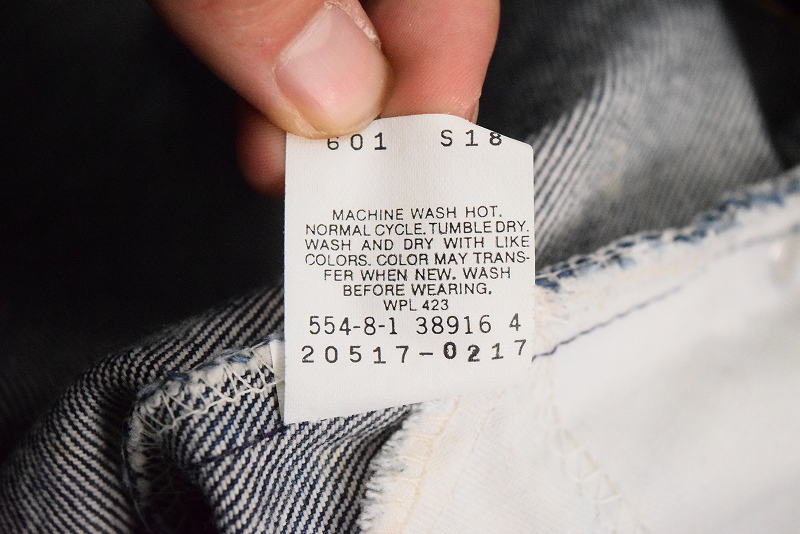 601 S18
MACHINE WASH HOT.
NORMAL CYCLE. TUMBLE DRY.
WASH AND DRY WITH LIKE
COLORS. COLOR MAY TRANS-
FER WHEN NEW. WASH
BEFORE WEARING.
WPL 423
554-8-1 38916 4
20517-0217